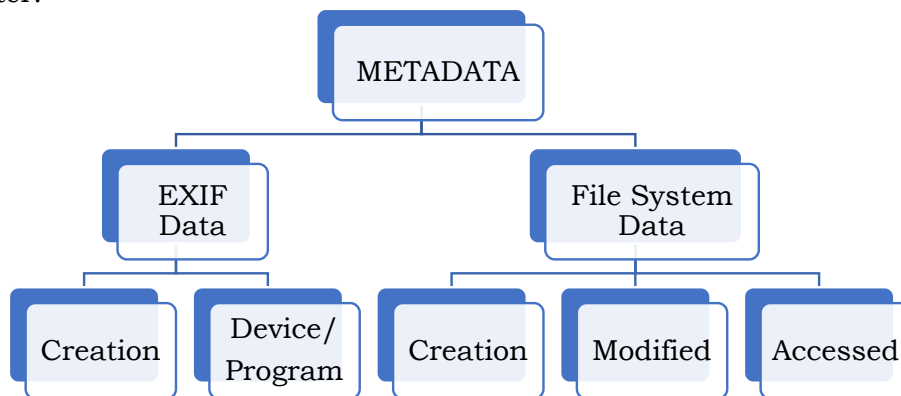 METADATA
EXIF
Data
File System
Data
Creation
Device/
Program
Creation
Modified
Accessed